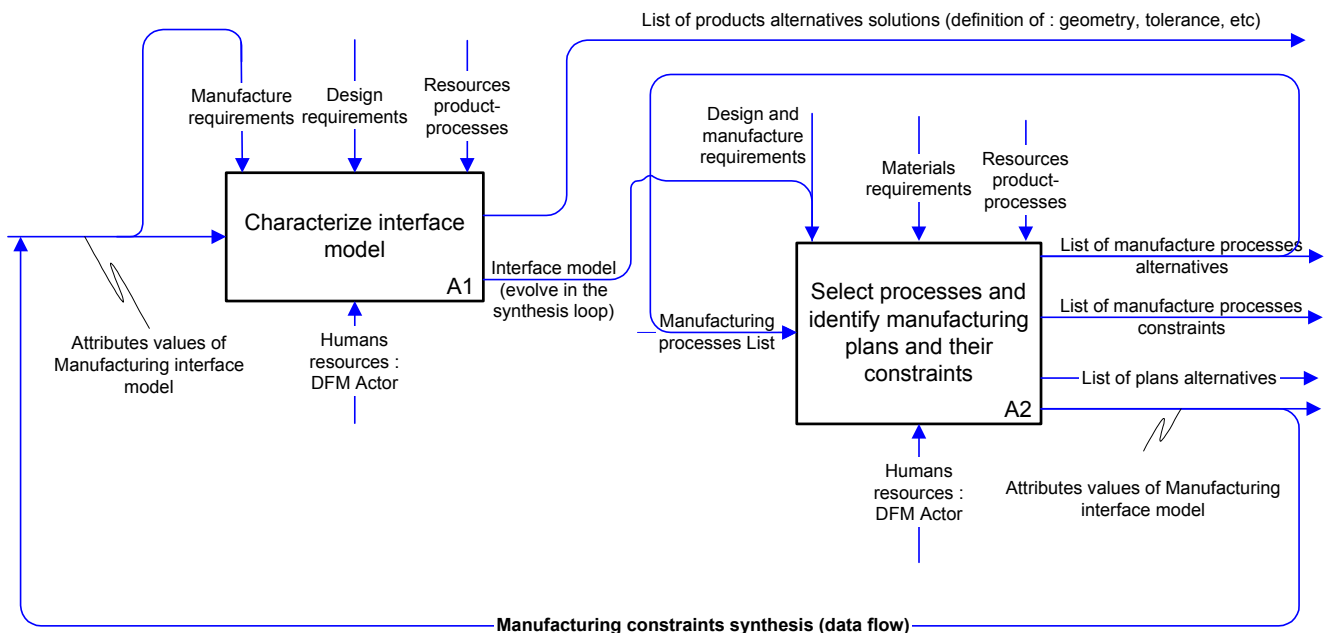 List of products alternatives solutions (definition of : geometry, tolerance, etc)
Manufacture
requirements
Design
requirements
Resources
product-
processes
Characterize interface
model
A1
Interface model
(evolve in the
synthesis loop)
Humans
resources :
DFM Actor
Attributes values of
Manufacturing interface
model
Design and
manufacture
requirements
Materials
requirements
Resources
product-
processes
Manufacturing
processes List
Select processes and
identify manufacturing
plans and their
constraints
A2
List of manufacture processes
alternatives
List of manufacture processes
constraints
List of plans alternatives
Humans
resources :
DFM Actor
Attributes values of Manufacturing
interface model
Manufacturing constraints synthesis (data flow)